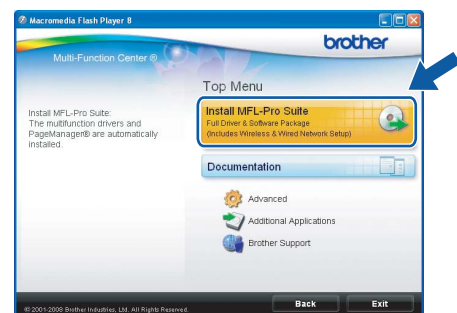 Macromedia Flash Player 8
brother
Multi-Function Center ®
Top Menu
Install MFL-Pro Suite:
The multifunction drivers and
PageManager® are automatically
installed.
Install MFL-Pro Suite
Full Driver & Software Package
(Includes Wireless & Wired Network Setup)
Documentation
Advanced
Additional Applications
Brother Support
© 2001-2008 Brother Industries, Ltd. All Rights Reserved.
Back
Exit